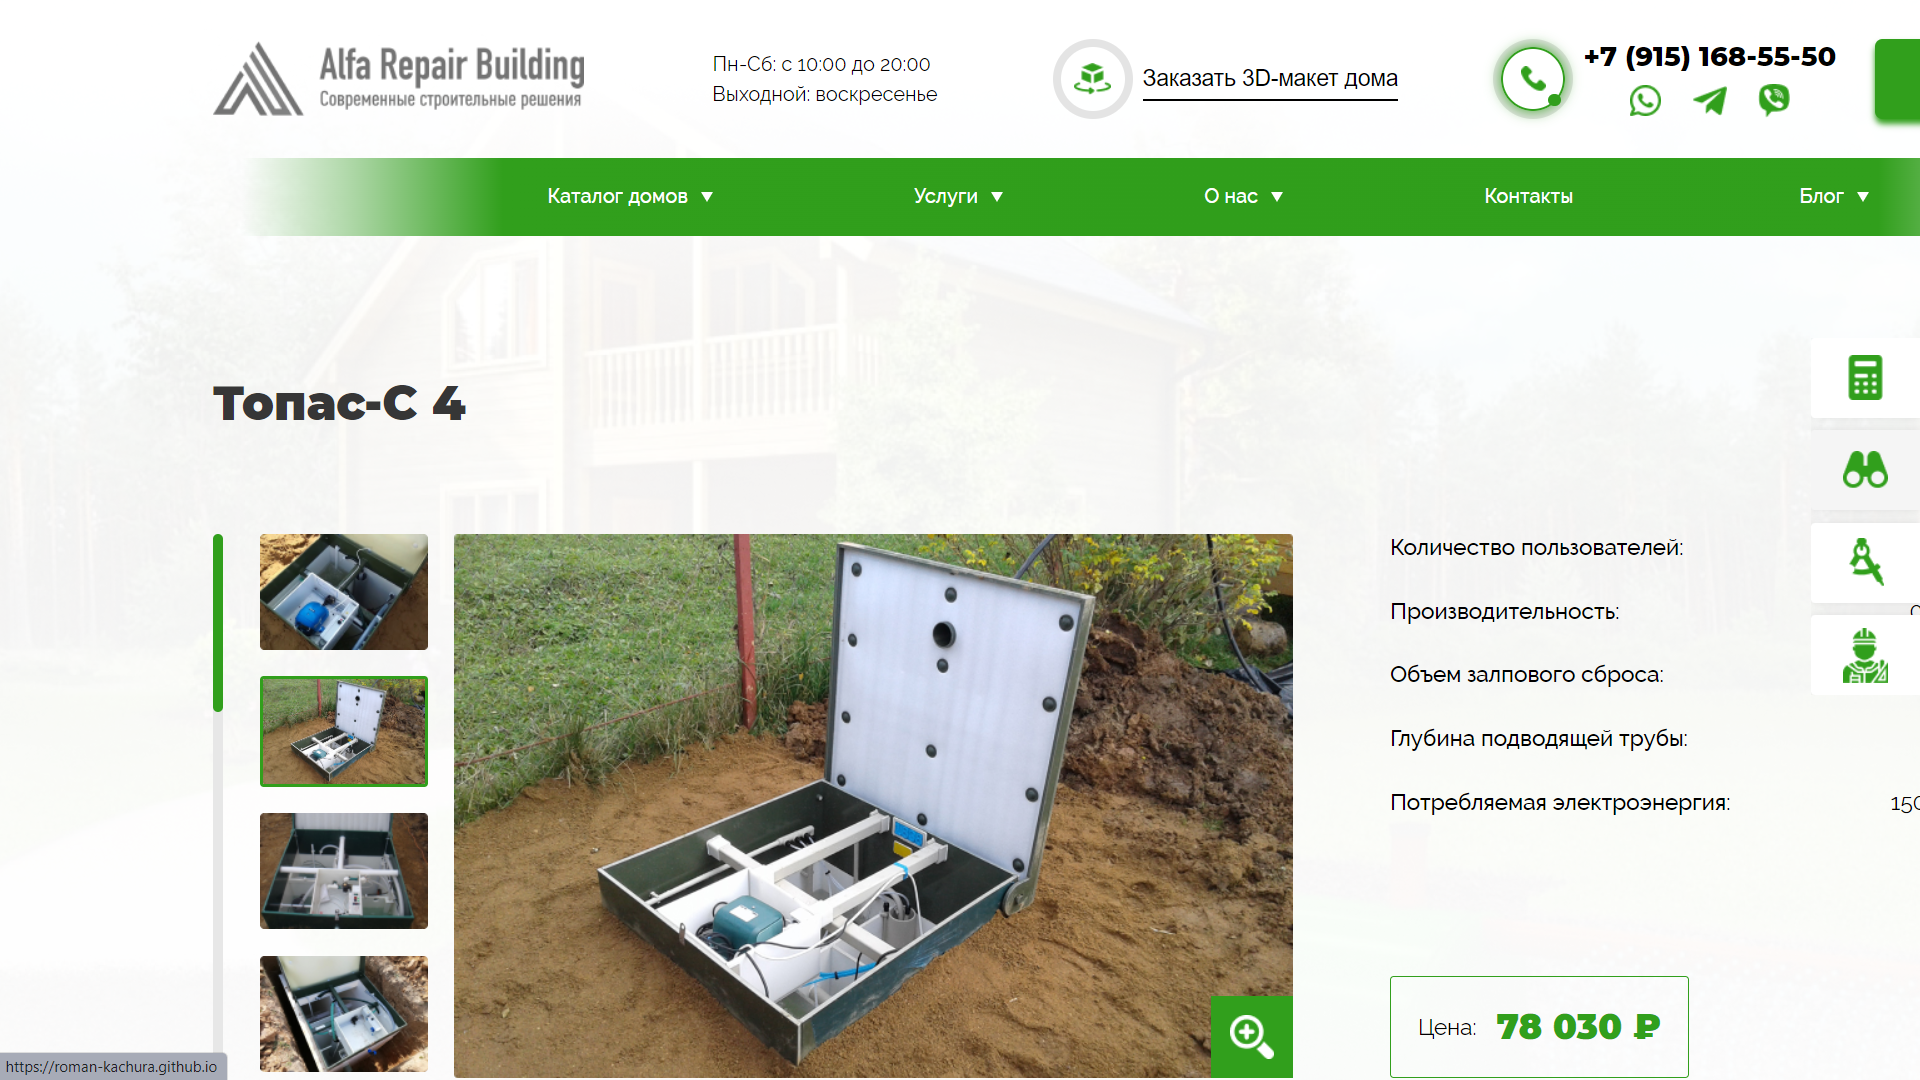 Alfa Repair Building
Современные строительные решения
Пн-Сб: с 10:00 до 20:00
Выходной: воскресенье
Заказать 3D-макет дома
+7 (915) 168-55-50
Каталог домов ▼
Услуги ▼
О нас ▼
Контакты
Блог ▼
Топас-С 4
Количество пользователей:
Производительность:
Объем залпового сброса:
Глубина подводящей трубы:
Потребляемая электроэнергия:
Цена: 78 030 ₽
https://roman-kachura.github.io